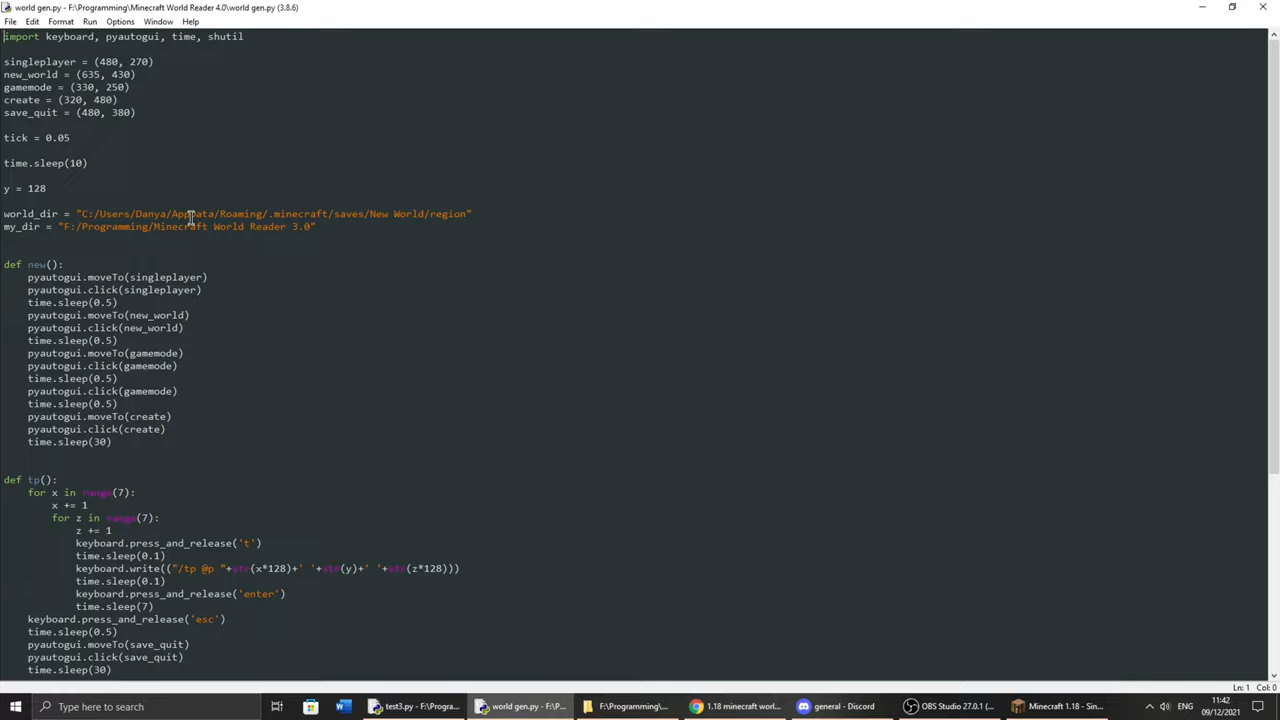 world gen.py - F:\Programming\Minecraft World Reader 4.0\world gen.py (3.8.6)
File Edit Format Run Options Window Help
import keyboard, pyautogui, time, shutil
singleplayer = (480, 270)
new_world = (635, 430)
gamemode = (330, 250)
create = (320, 480)
save_quit = (480, 380)
tick = 0.05
time.sleep(10)
y = 128
world_dir = "C:/Users/Danya/AppData/Roaming/.minecraft/saves/New World/region"
my_dir = "F:/Programming/Minecraft World Reader 3.0"
def new():
    pyautogui.moveTo(singleplayer)
    pyautogui.click(singleplayer)
    time.sleep(0.5)
    pyautogui.moveTo(new_world)
    pyautogui.click(new_world)
    time.sleep(0.5)
    pyautogui.moveTo(gamemode)
    pyautogui.click(gamemode)
    time.sleep(0.5)
    pyautogui.click(gamemode)
    time.sleep(0.5)
    pyautogui.moveTo(create)
    pyautogui.click(create)
    time.sleep(30)
def tp():
    for x in range(7):
        x += 1
        for z in range(7):
            z += 1
            keyboard.press_and_release('t')
            time.sleep(0.1)
            keyboard.write(("/tp @p "+str(x*128)+' '+str(y)+' '+str(z*128)))
            time.sleep(0.1)
            keyboard.press_and_release('enter')
            time.sleep(7)
    keyboard.press_and_release('esc')
    time.sleep(0.5)
    pyautogui.moveTo(save_quit)
    pyautogui.click(save_quit)
    time.sleep(30)
Ln: 1 Col: 0
Type here to search
test3.py - F:\Progra...
world gen.py - F:\P...
F:\Programming\...
1.18 minecraft worl...
general - Discord
OBS Studio 27.0.1 (...
Minecraft 1.18 - Sin...
11:42
09/12/2021